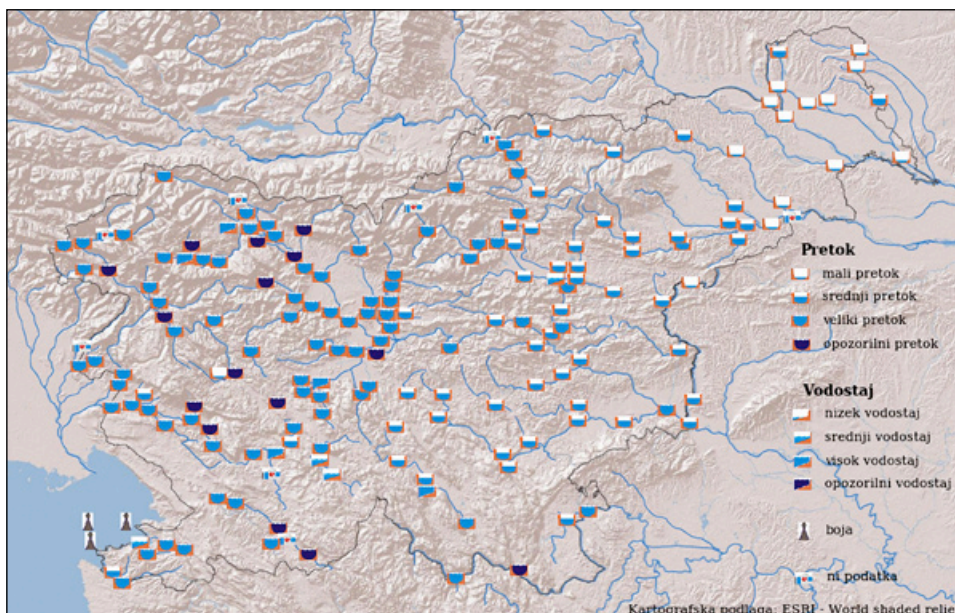 Pretok
mali pretok
srednji pretok
veliki pretok
opozorilni pretok
Vodostaj
nizek vodostaj
srednji vodostaj
visok vodostaj
opozorilni vodostaj
boja
ni podatka
Kartografska podlaga: ESRI - World shaded relie